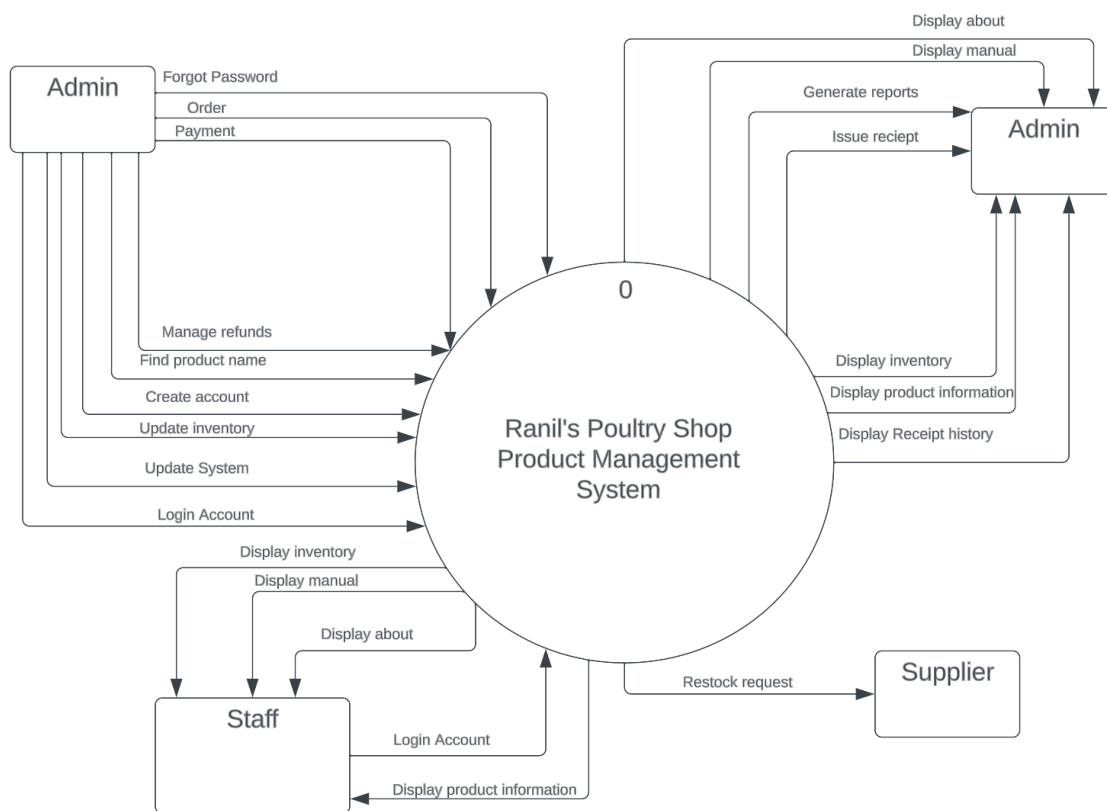 Display about
Display manual
Admin
Forgot Password
Order
Payment
Generate reports
Issue reciept
Admin
0
Manage refunds
Find product name
Create account
Update inventory
Update System
Login Account
Ranil's Poultry Shop
Product Management
System
Display inventory
Display product information
Display Receipt history
Display inventory
Display manual
Display about
Staff
Login Account
Display product information
Restock request
Supplier